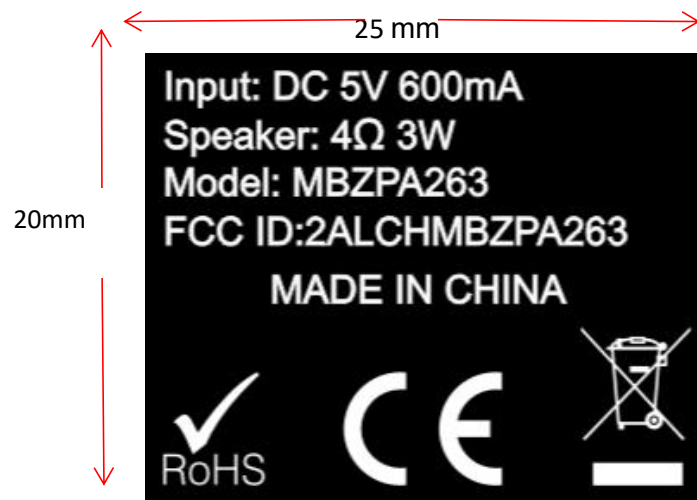 25 mm
Input: DC 5V 600mA
Speaker: 4Ω 3W
Model: MBZPA263
20mm
FCC ID:2ALCHMBZPA263
MADE IN CHINA
RoHS
CE